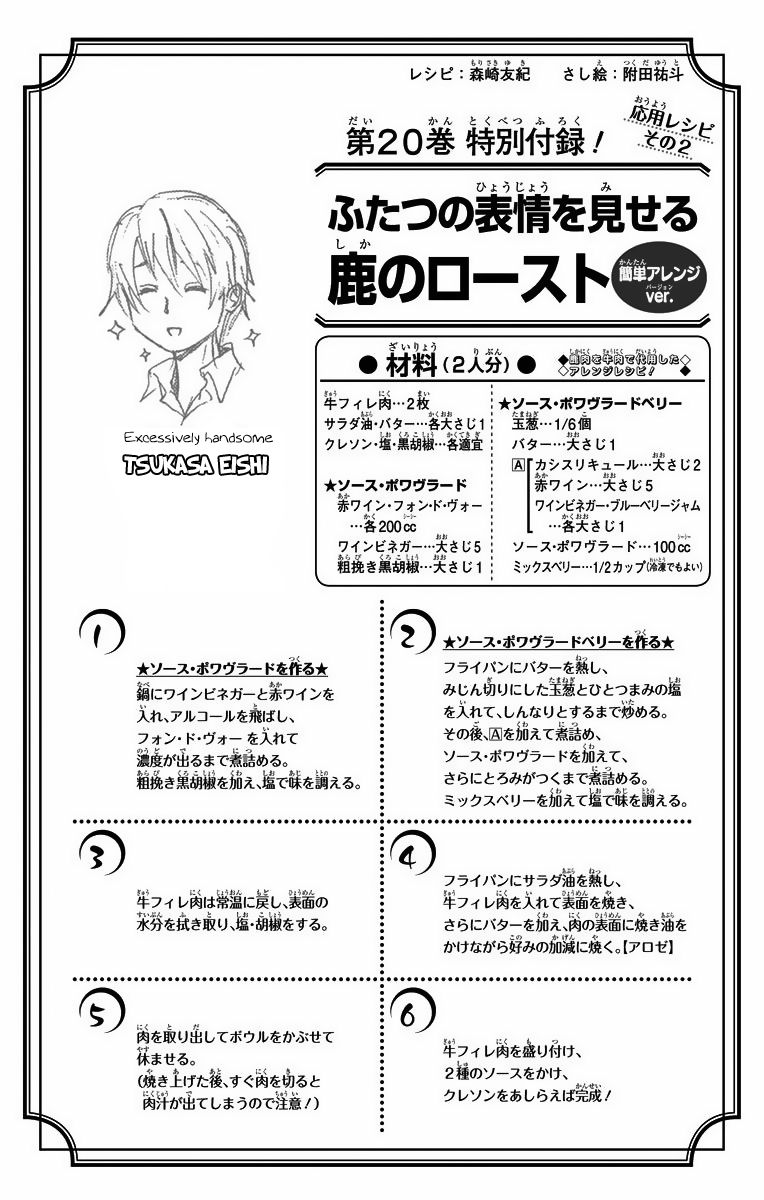 レシピ：森崎友紀　さし絵：附田祐斗
第20巻 特別付録！
応用レシピ
その2
ふたつの表情を見せる
鹿のロースト
簡単アレンジ
ver.
Excessively handsome
TSUKASA EISHI
●材料（2人分）●
◆鹿肉を牛肉で代用した◇
◇アレンジレシピ！◆
牛フィレ肉…2枚
サラダ油・バター…各大さじ1
クレソン・塩・黒胡椒…各適宜
★ソース・ポワヴラード
赤ワイン・フォン・ド・ヴォー
…各200cc
ワインビネガー…大さじ5
粗挽き黒胡椒…大さじ1
★ソース・ポワヴラードベリー
玉葱…1/6個
バター…大さじ1
A カシスリキュール…大さじ2
赤ワイン…大さじ5
ワインビネガー・ブルーベリージャム
…各大さじ1
ソース・ポワヴラード…100cc
ミックスベリー…1/2カップ（冷凍でもよい）
1
★ソース・ポワヴラードを作る★
鍋にワインビネガーと赤ワインを
入れ、アルコールを飛ばし、
フォン・ド・ヴォーを入れて
濃度が出るまで煮詰める。
粗挽き黒胡椒を加え、塩で味を調える。
2
★ソース・ポワヴラードベリーを作る★
フライパンにバターを熱し、
みじん切りにした玉葱とひとつまみの塩
を入れて、しんなりとするまで炒める。
その後、Aを加えて煮詰め、
ソース・ポワヴラードを加えて、
さらにとろみがつくまで煮詰める。
ミックスベリーを加えて塩で味を調える。
3
牛フィレ肉は常温に戻し、表面の
水分を拭き取り、塩・胡椒をする。
4
フライパンにサラダ油を熱し、
牛フィレ肉を入れて表面を焼き、
さらにバターを加え、肉の表面に焼き油を
かけながら好みの加減に焼く。【アロゼ】
5
肉を取り出してボウルをかぶせて
休ませる。
（焼き上げた後、すぐ肉を切ると
肉汁が出てしまうので注意！）
6
牛フィレ肉を盛り付け、
2種のソースをかけ、
クレソンをあしらえば完成！